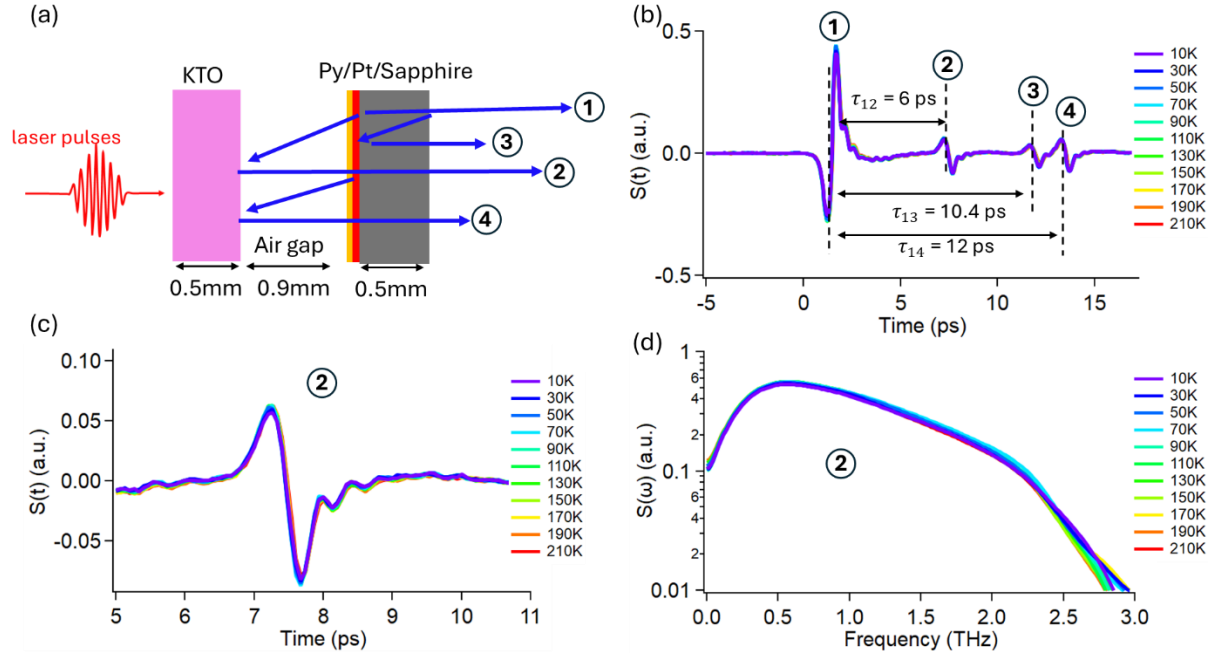 (a)
KTO
Py/Pt/Sapphire
laser pulses
①
③
②
④
Air gap
0.5mm
0.9mm
0.5mm
(b)
S(t) (a.u.)
0.5
0.0
-0.5
①
②
③
④
τ₁₂ = 6 ps
τ₁₃ = 10.4 ps
τ₁₄ = 12 ps
-5 0 5 10 15
Time (ps)
10K
30K
50K
70K
90K
110K
130K
150K
170K
190K
210K
(c)
S(t) (a.u.)
0.10
0.05
0.00
-0.05
②
5 6 7 8 9 10 11
Time (ps)
10K
30K
50K
70K
90K
110K
130K
150K
170K
190K
210K
(d)
S(ω) (a.u.)
1
8
6
4
2
0.1
8
6
4
2
0.01
②
0.0 0.5 1.0 1.5 2.0 2.5 3.0
Frequency (THz)
10K
30K
50K
70K
90K
110K
130K
150K
170K
190K
210K